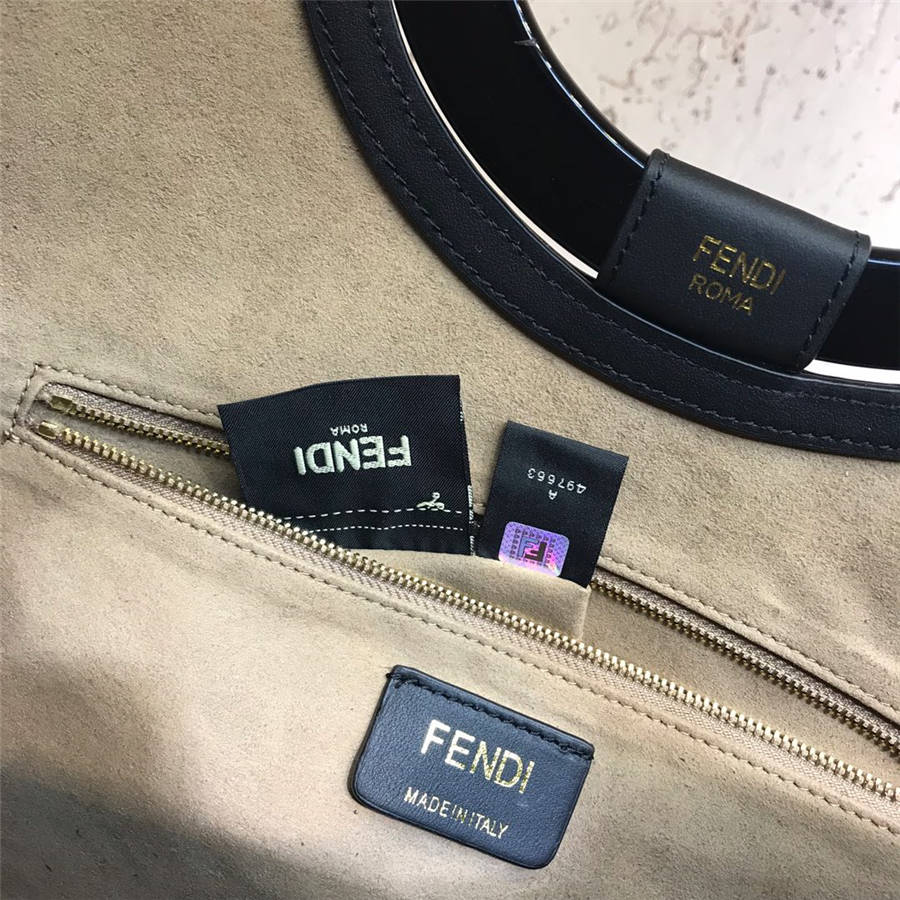 FENDI
ROMA
FENDI
ROMA
A
497663
FENDI
MADE IN ITALY